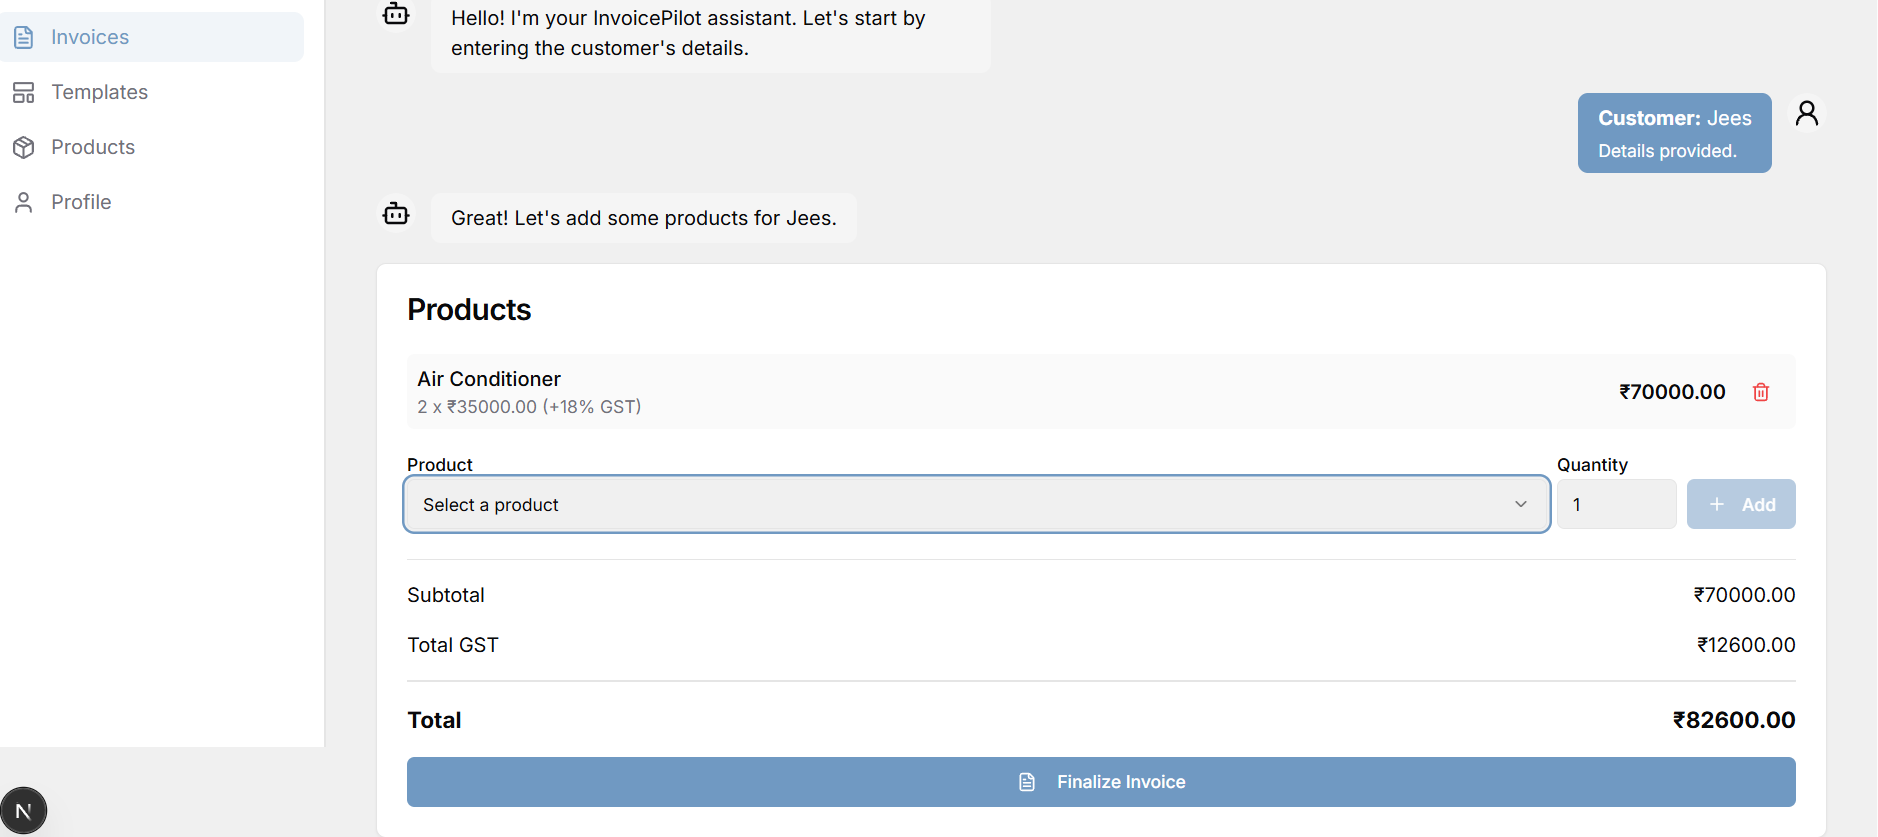 Invoices
Templates
Products
Profile
Hello! I'm your InvoicePilot assistant. Let's start by
entering the customer's details.
Customer: Jees
Details provided.
Great! Let's add some products for Jees.
Products
Air Conditioner
2 x ₹35000.00 (+18% GST)
₹70000.00
Product
Select a product
Quantity
1
+ Add
Subtotal
₹70000.00
Total GST
₹12600.00
Total
₹82600.00
Finalize Invoice
N